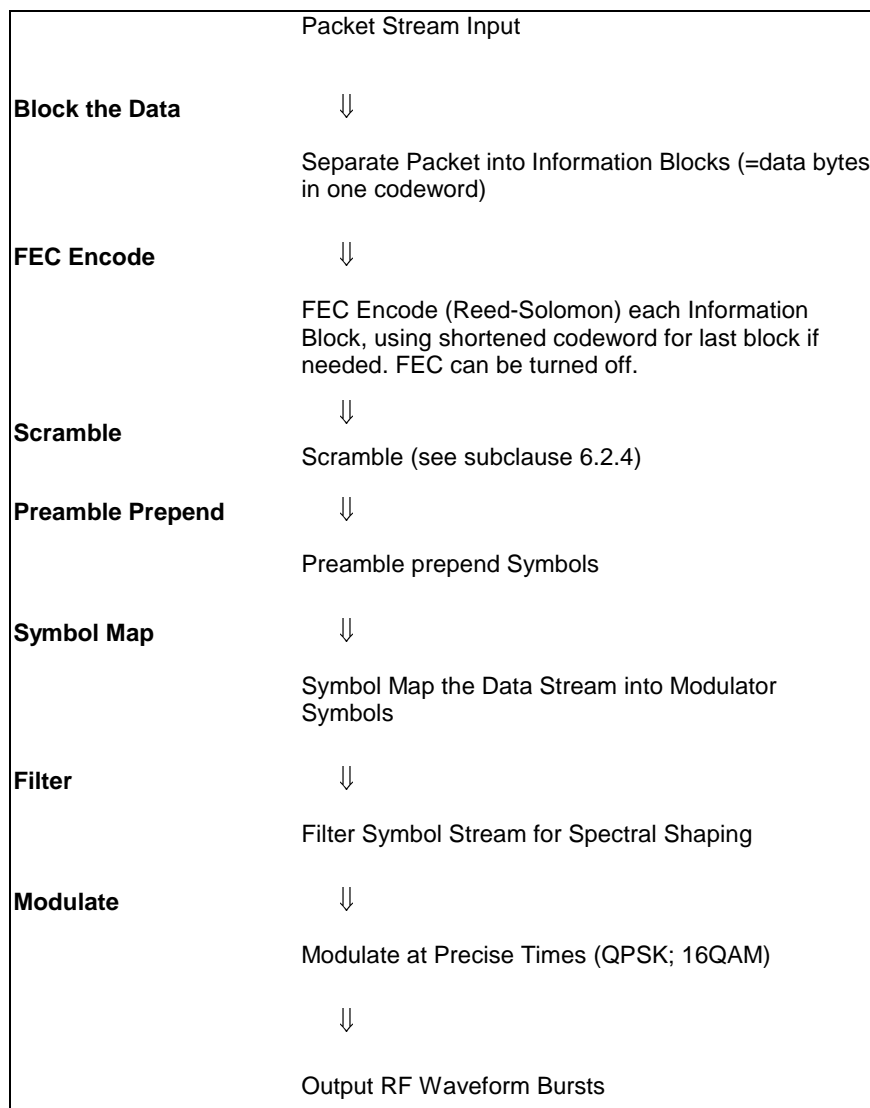 Packet Stream Input
Block the Data ⇓
Separate Packet into Information Blocks (=data bytes
in one codeword)
FEC Encode ⇓
FEC Encode (Reed-Solomon) each Information
Block, using shortened codeword for last block if
needed. FEC can be turned off.
⇓
Scramble
Scramble (see subclause 6.2.4)
Preamble Prepend ⇓
Preamble prepend Symbols
Symbol Map ⇓
Symbol Map the Data Stream into Modulator
Symbols
Filter ⇓
Filter Symbol Stream for Spectral Shaping
Modulate ⇓
Modulate at Precise Times (QPSK; 16QAM)
⇓
Output RF Waveform Bursts